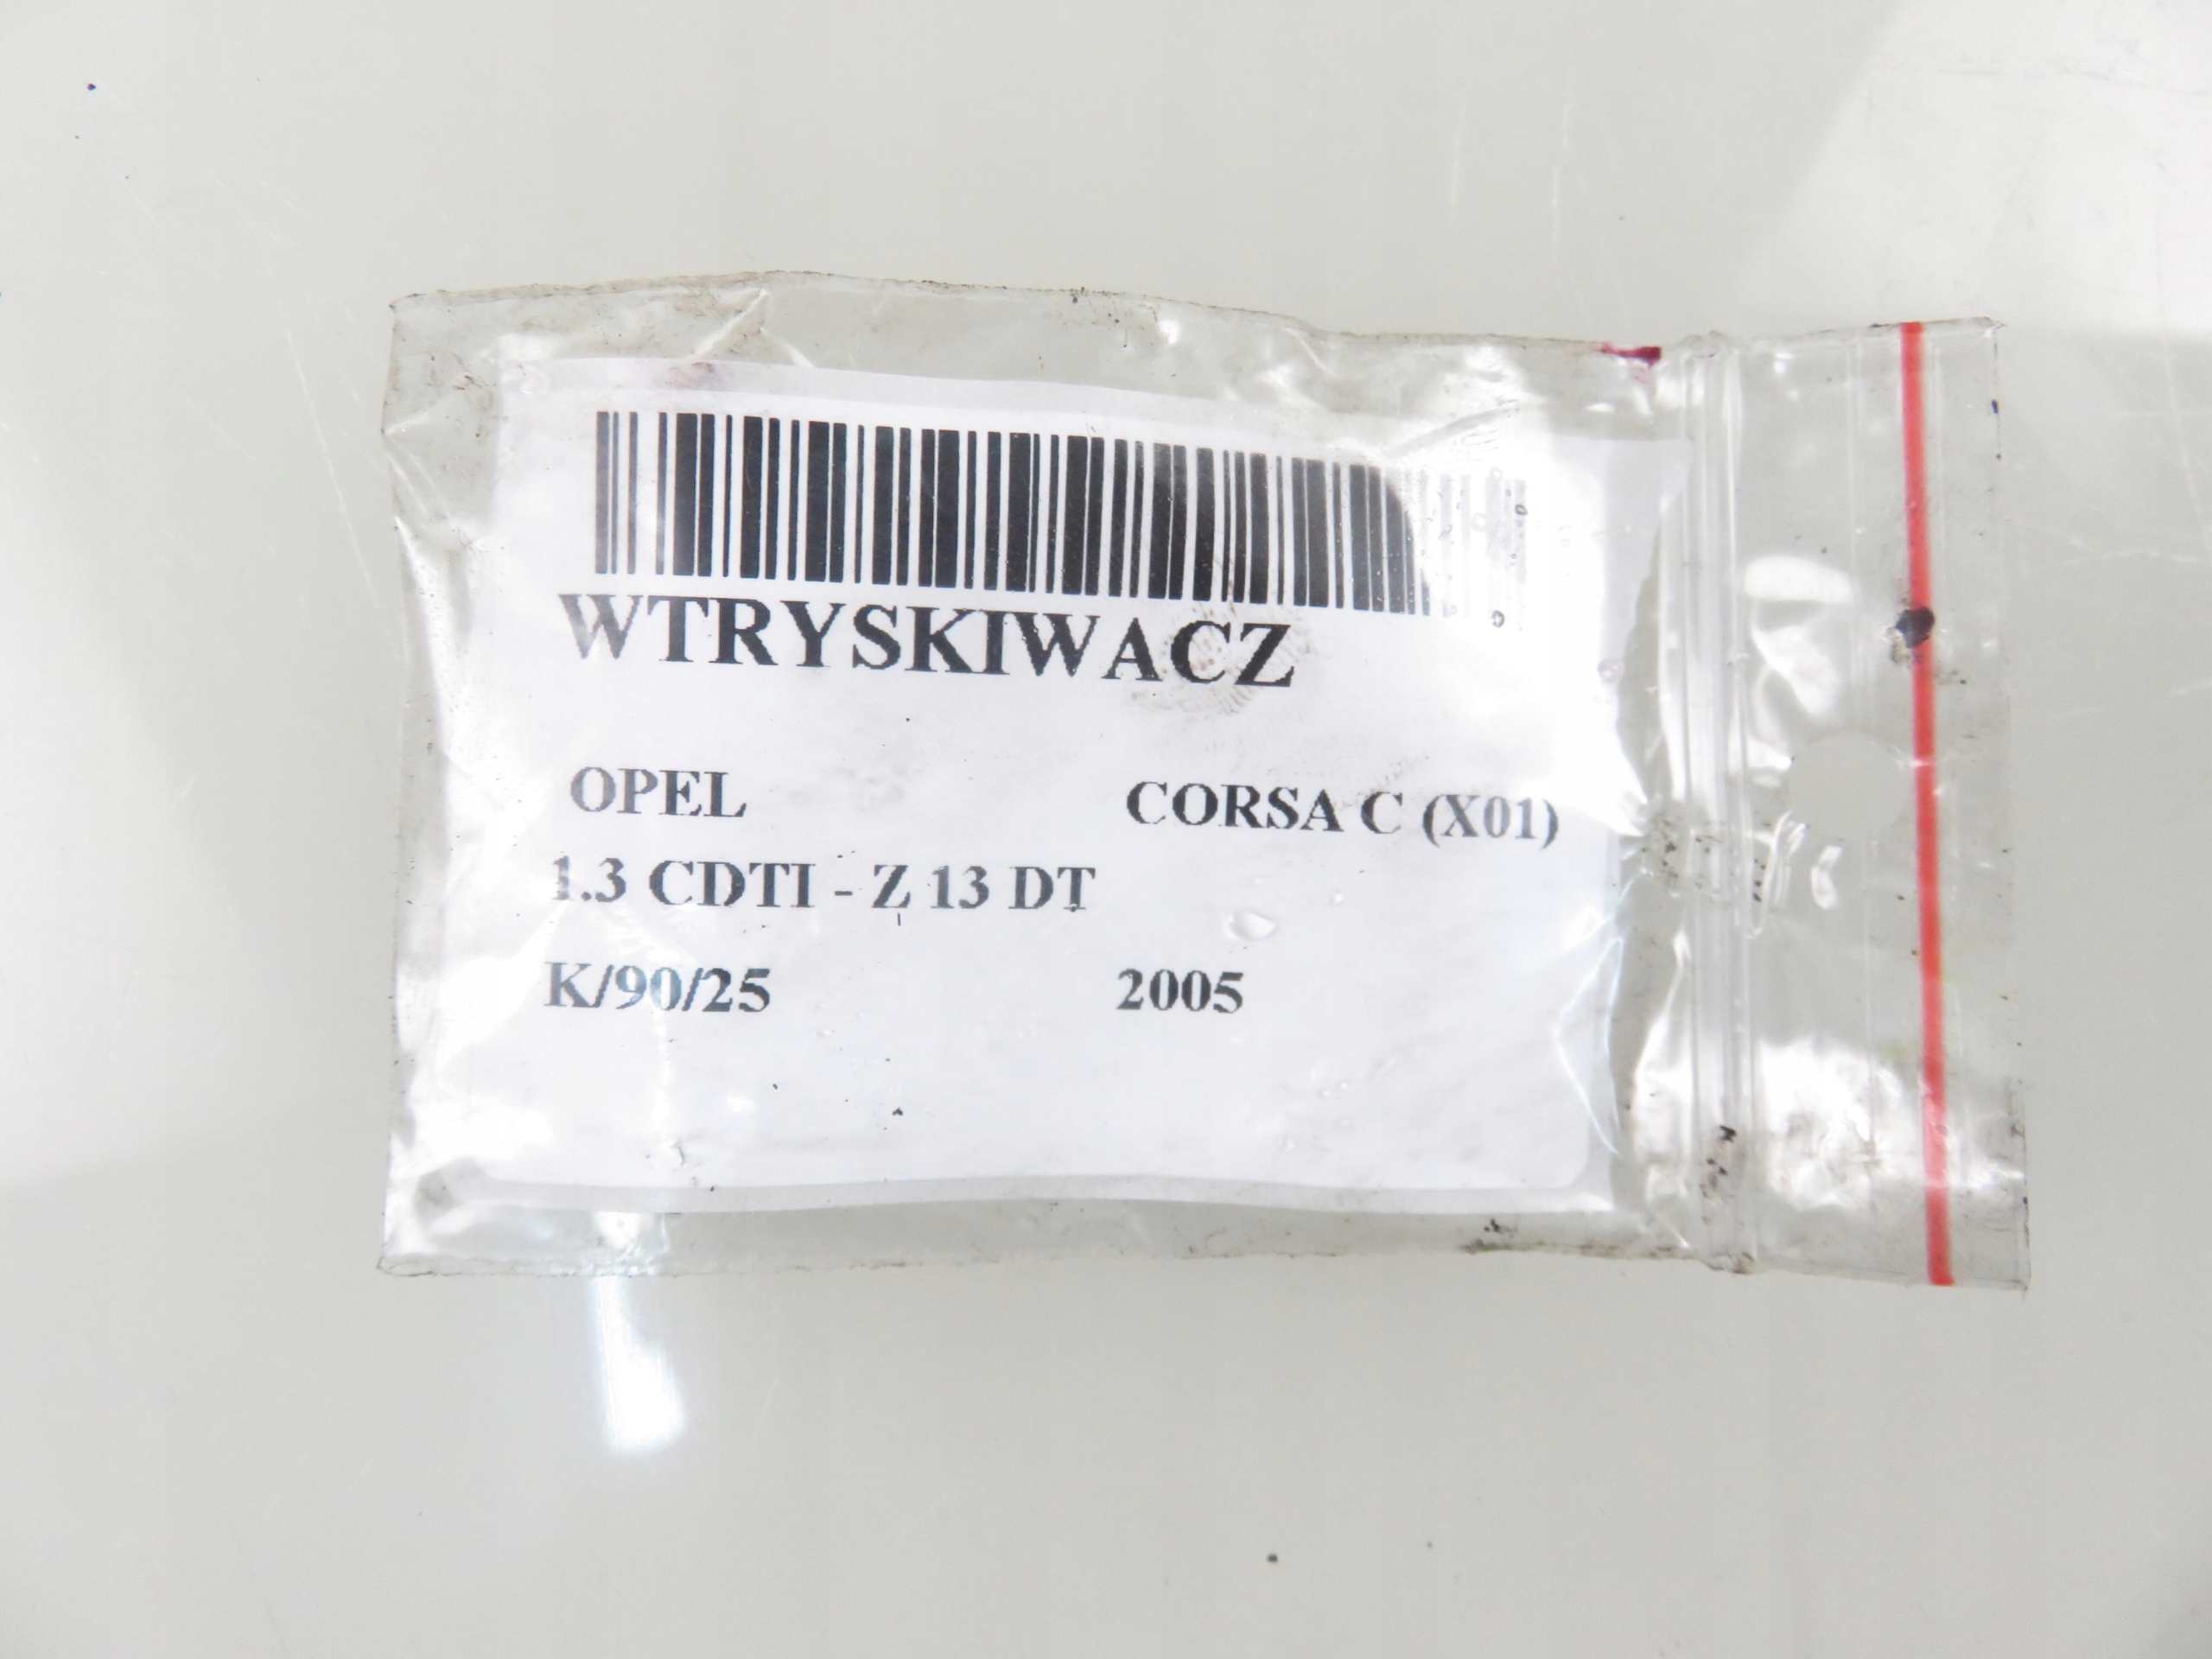 WTRYSKIWACZ
OPEL CORSA C (X01)
1.3 CDTI - Z 13 DT
K/90/25 2005